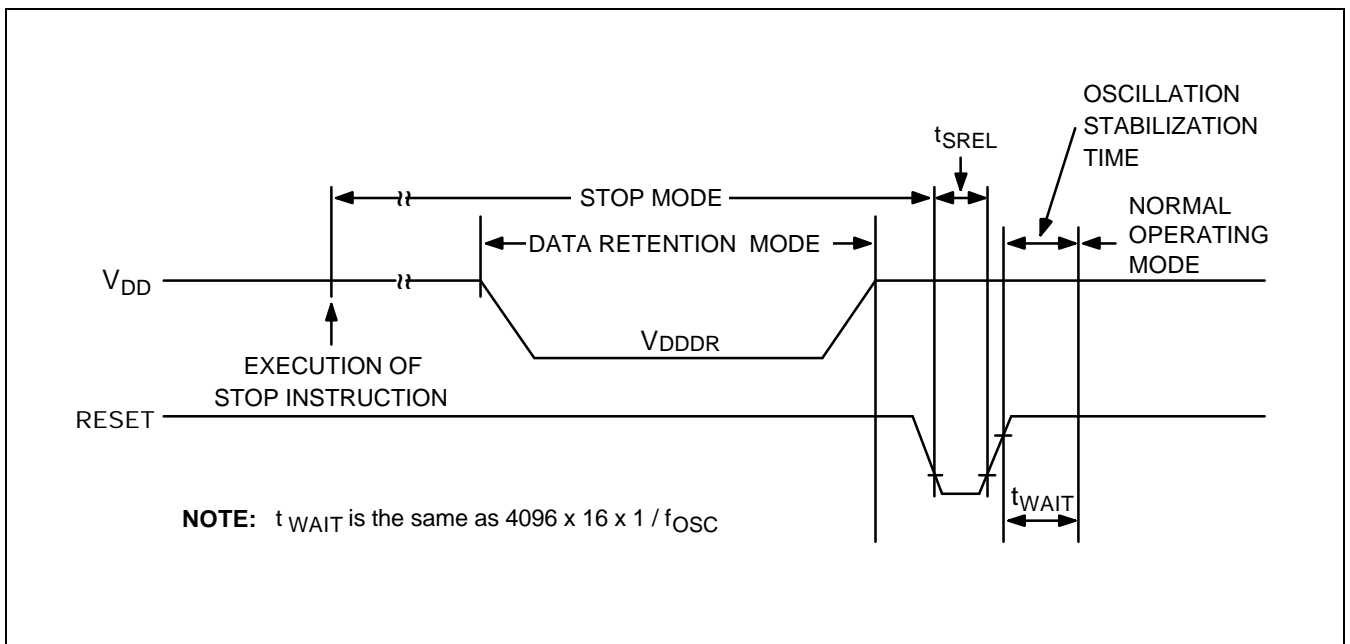 OSCILLATION
STABILIZATION
TIME
tSREL
STOP MODE
NORMAL
OPERATING
MODE
DATA RETENTION MODE
VDD
VDDDR
EXECUTION OF
STOP INSTRUCTION
RESET
tWAIT
NOTE: t WAIT is the same as 4096 x 16 x 1 / fOSC